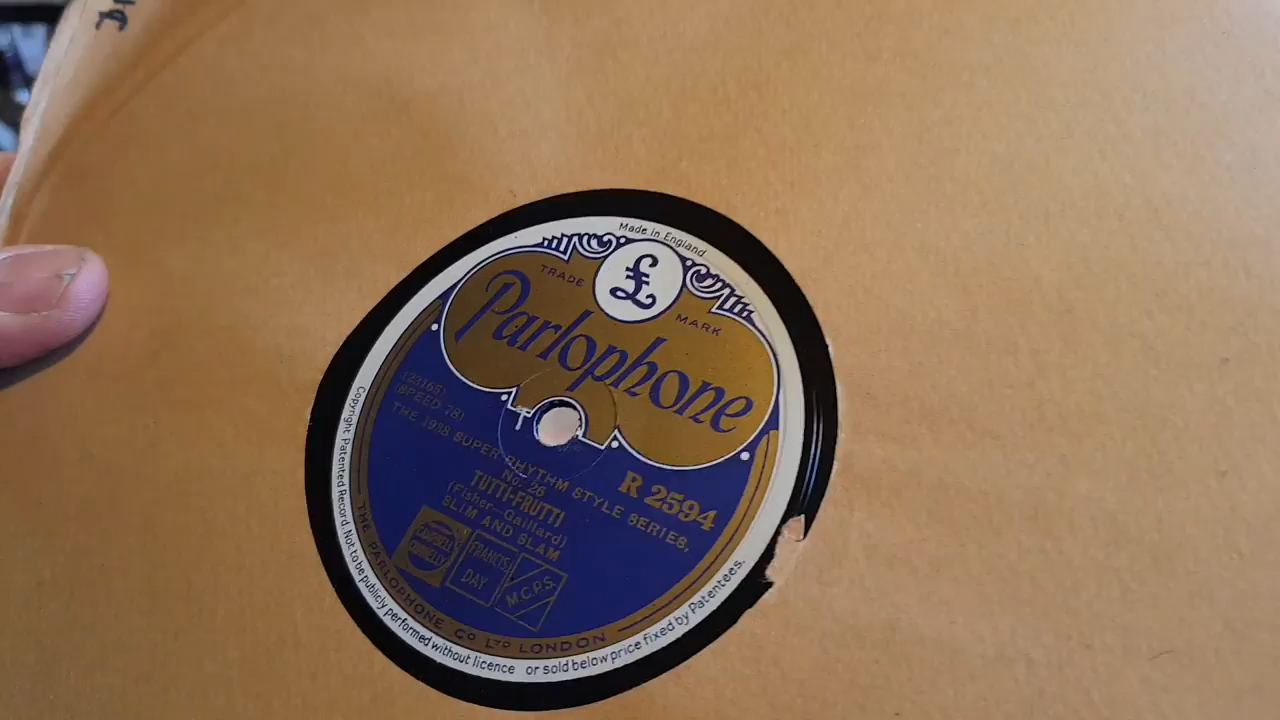 Made in England
TRADE MARK
£
Parlophone
(23165)
(SPEED 78)
R 2594
THE 1938 SUPER RHYTHM STYLE SERIES,
No. 26
TUTTI-FRUTTI
(Fisher—Gaillard)
SLIM AND SLAM
CAMPBELL CONNELLY
FRANCIS DAY
M.C.P.S.
THE PARLOPHONE CO LTD LONDON
Copyright Patented Record. Not to be publicly performed without licence or sold below price fixed by Patentees.